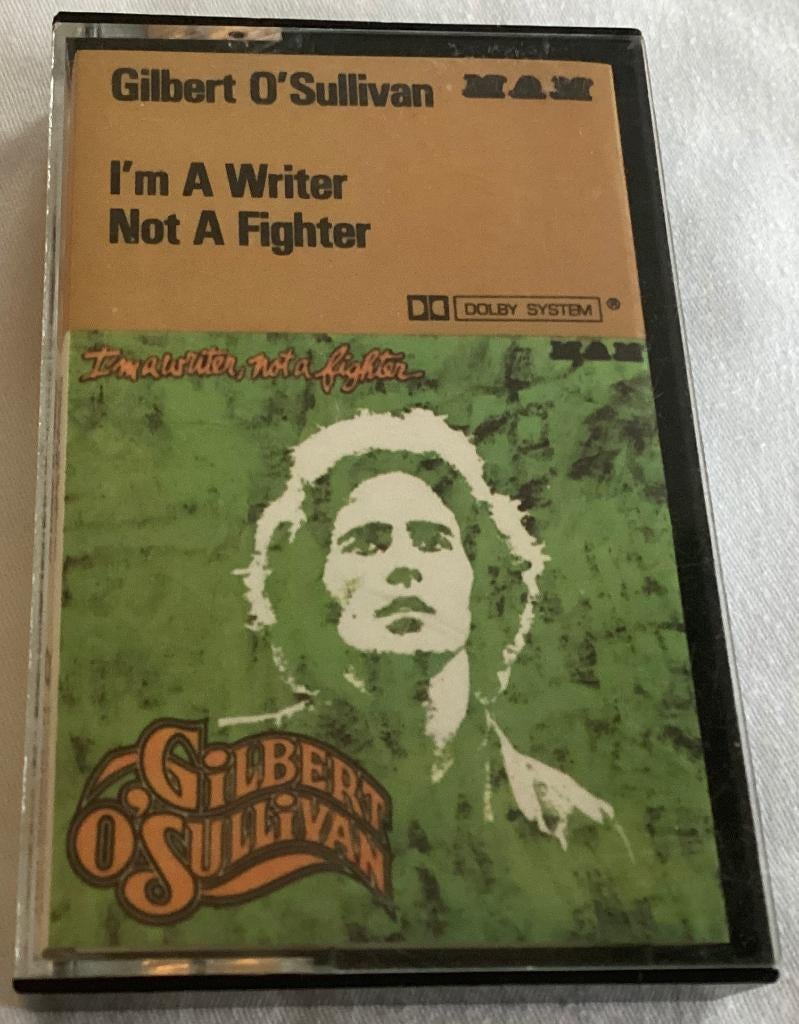 Gilbert O'Sullivan MAM
I'm A Writer
Not A Fighter
DOLBY SYSTEM ®
I'm a writer, not a fighter MAM
GiLBERT
O'SULLiVAN